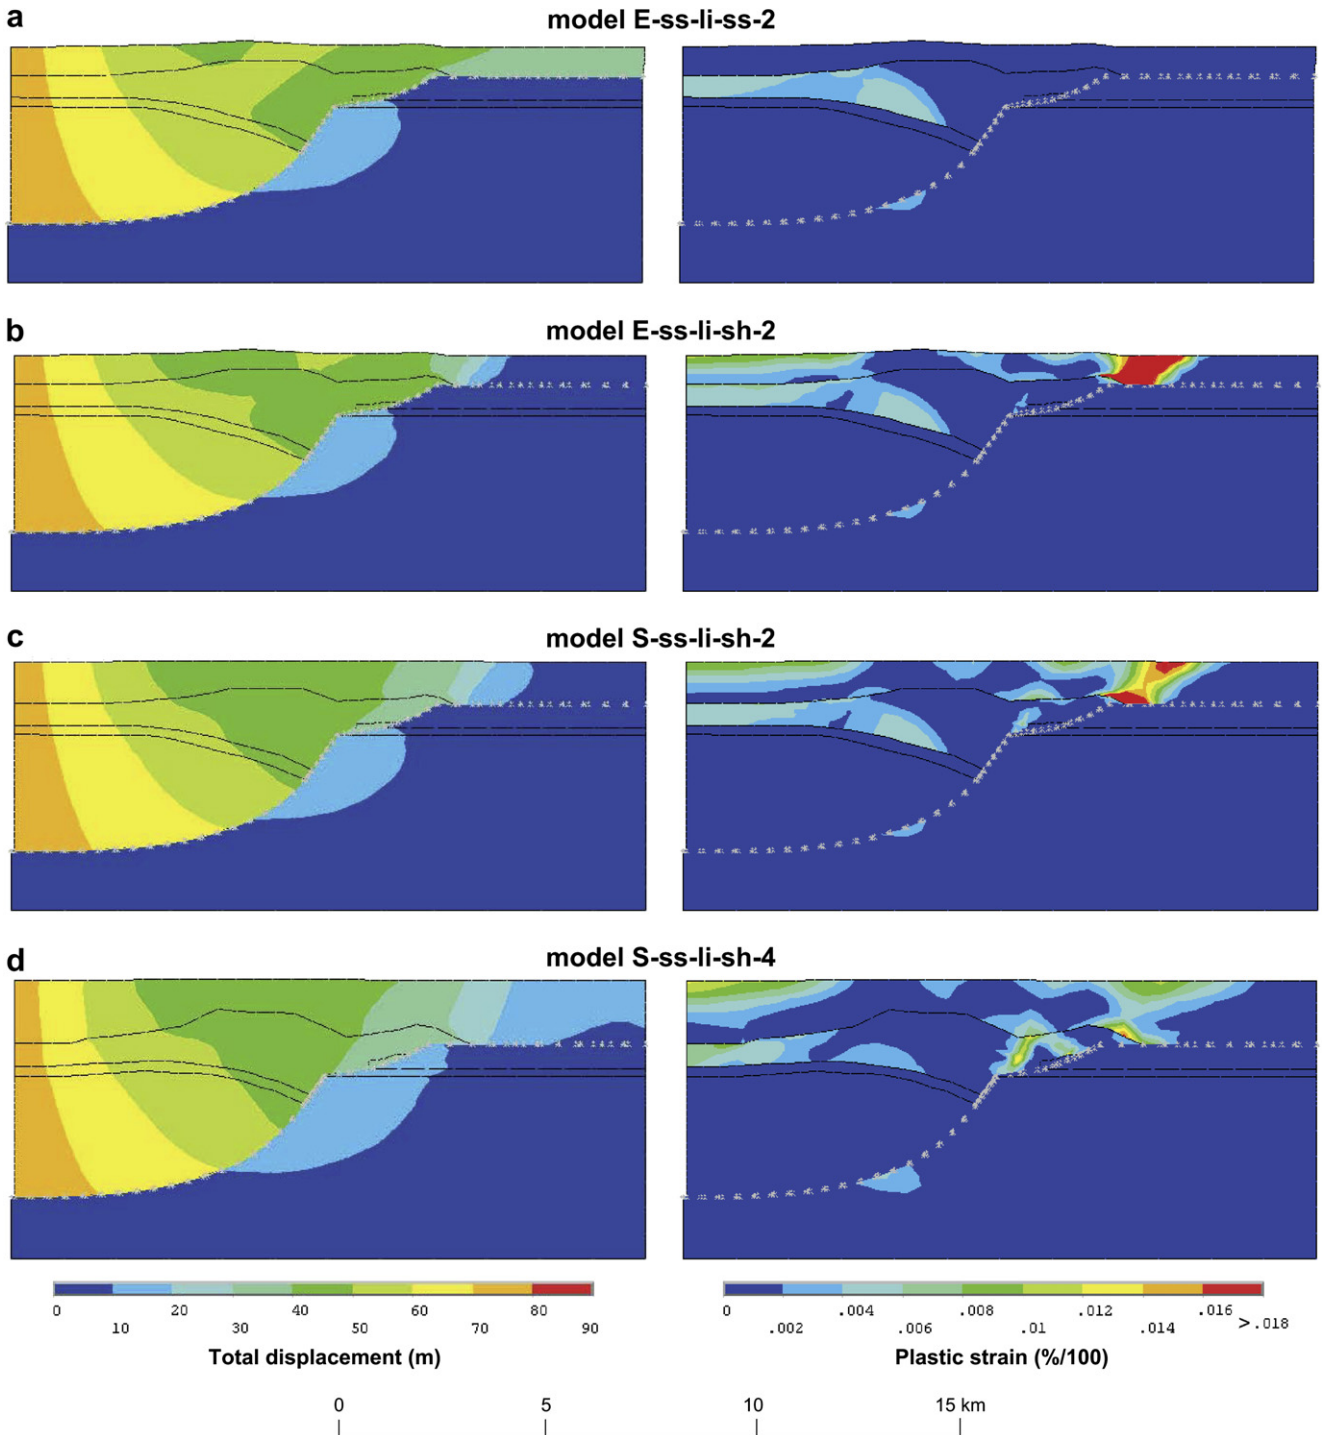 a
model E-ss-li-ss-2
b
model E-ss-li-sh-2
c
model S-ss-li-sh-2
d
model S-ss-li-sh-4
0 20 40 60 80
10 30 50 70 90
Total displacement (m)
0 .004 .008 .012 .016
.002 .006 .01 .014 >.018
Plastic strain (%/100)
0 5 10 15 km